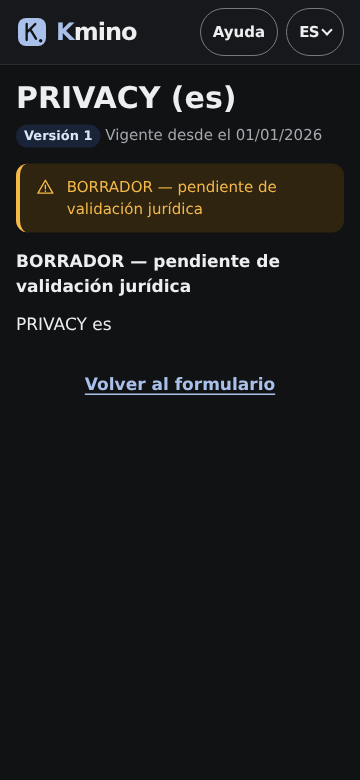 K. Kmino Ayuda ES
PRIVACY (es)
Versión 1 Vigente desde el 01/01/2026
BORRADOR — pendiente de
validación jurídica
BORRADOR — pendiente de
validación jurídica
PRIVACY es
Volver al formulario